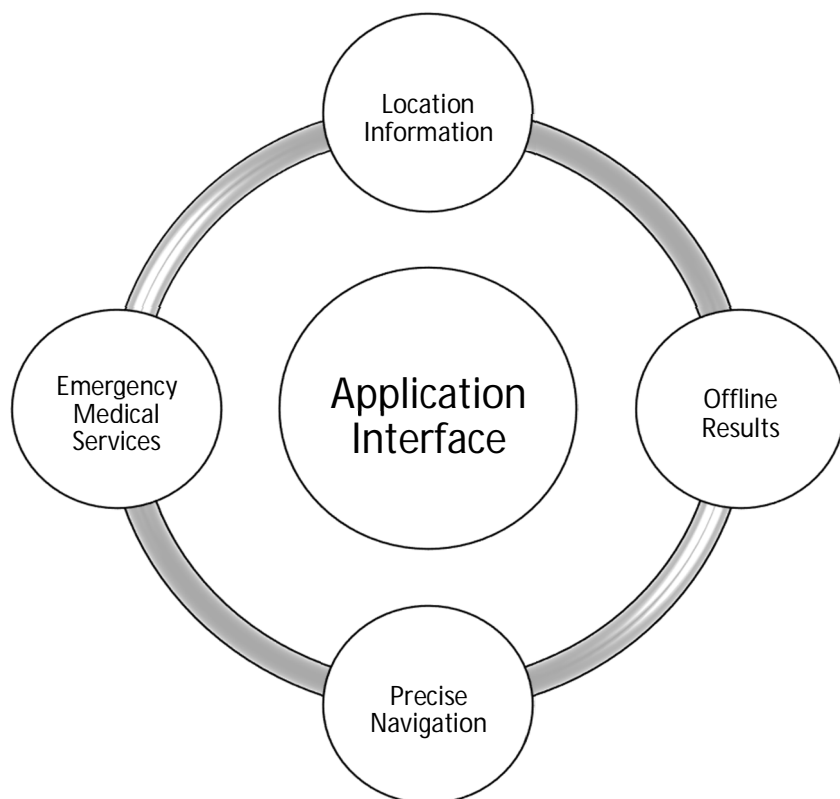 Location
Information
Emergency
Medical
Services
Application
Interface
Offline
Results
Precise
Navigation